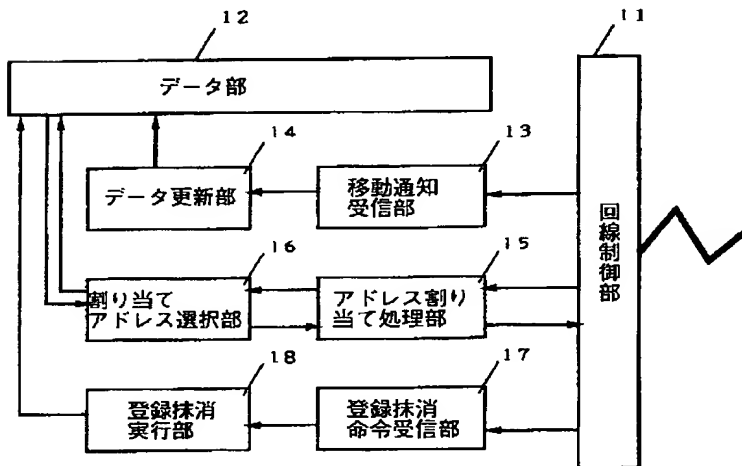 12
11
データ部
14
13
データ更新部
移動通知
受信部
回線制御部
16
15
割り当て
アドレス選択部
アドレス割り
当て処理部
18
17
登録抹消
実行部
登録抹消
命令受信部